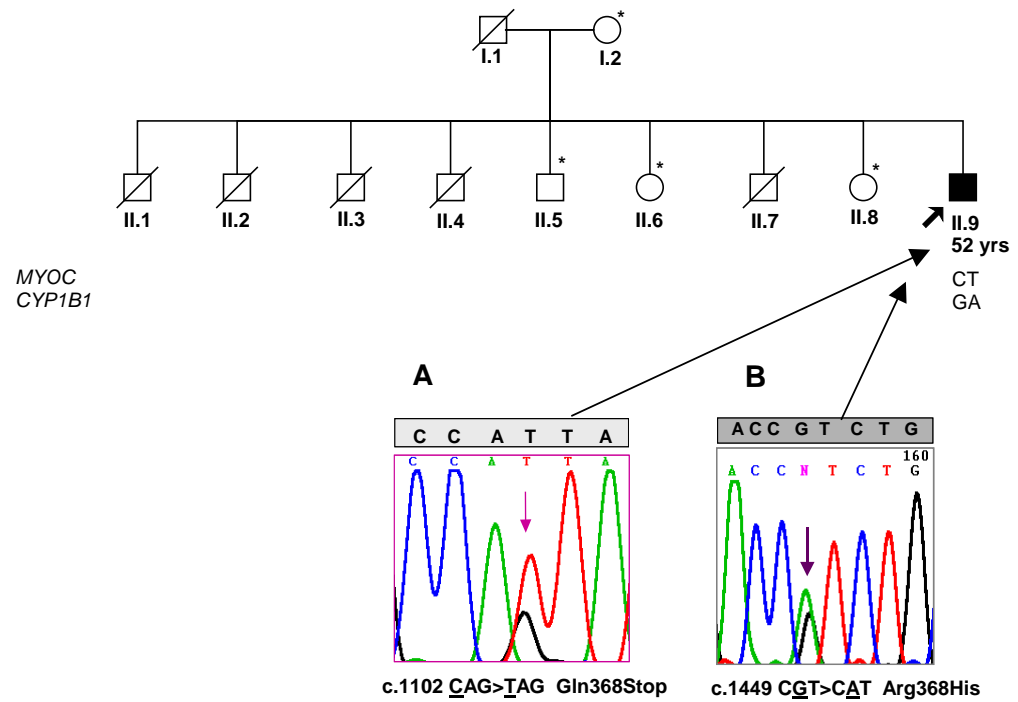 *
I.1
I.2
* * *
II.1 II.2 II.3 II.4 II.5 II.6 II.7 II.8 II.9
52 yrs
MYOC CT
CYP1B1 GA
A B
C C A T T A
A C C G T C T G
160
C C A T T A
A C C N T C T G
c.1102 CAG>TAG Gln368Stop
c.1449 CGT>CAT Arg368His